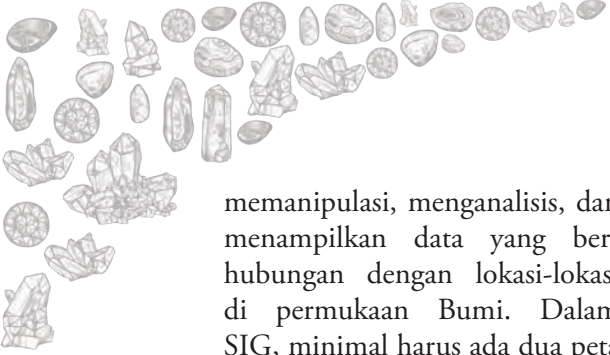 memanipulasi, menganalisis, dan
menampilkan data yang ber-
hubungan dengan lokasi-lokasi
di permukaan Bumi. Dalam
SIG, minimal harus ada dua peta